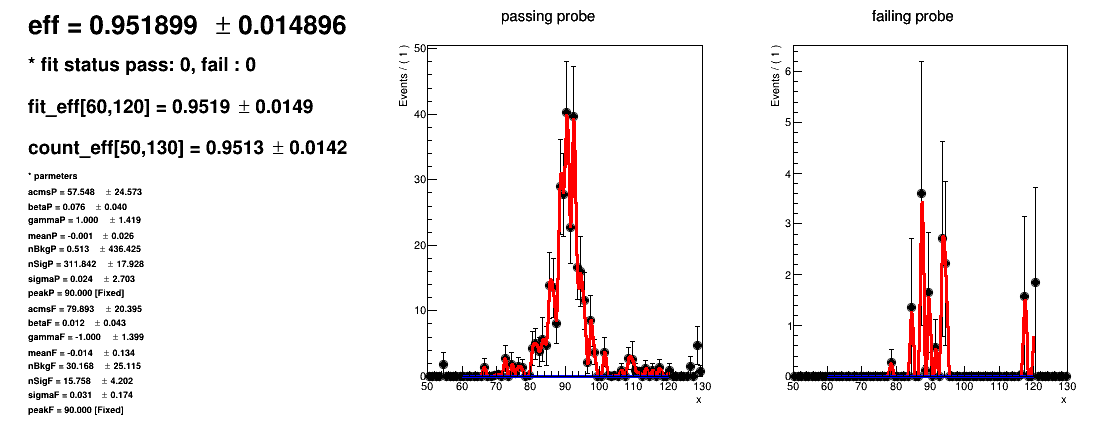 eff = 0.951899 ± 0.014896
* fit status pass: 0, fail : 0
fit_eff[60,120] = 0.9519 ± 0.0149
count_eff[50,130] = 0.9513 ± 0.0142
* parmeters
acmsP = 57.548 ± 24.573
betaP = 0.076 ± 0.040
gammaP = 1.000 ± 1.419
meanP = -0.001 ± 0.026
nBkgP = 0.513 ± 436.425
nSigP = 311.842 ± 17.928
sigmaP = 0.024 ± 2.703
peakP = 90.000 [Fixed]
acmsF = 79.893 ± 20.395
betaF = 0.012 ± 0.043
gammaF = -1.000 ± 1.399
meanF = -0.014 ± 0.134
nBkgF = 30.168 ± 25.115
nSigF = 15.758 ± 4.202
sigmaF = 0.031 ± 0.174
peakF = 90.000 [Fixed]
passing probe
Events / ( 1 )
50
40
30
20
10
0
50 60 70 80 90 100 110 120 130
x
failing probe
Events / ( 1 )
6
5
4
3
2
1
0
50 60 70 80 90 100 110 120 130
x